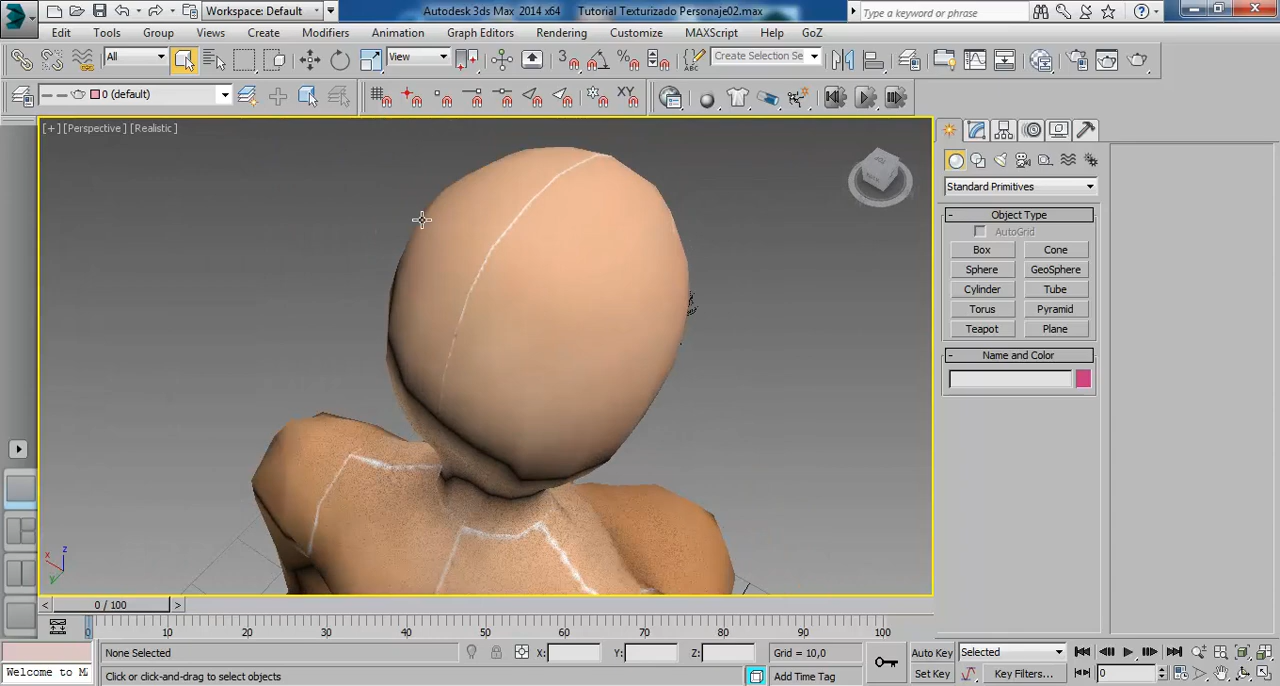 Workspace: Default
Autodesk 3ds Max  2014 x64
Tutorial Texturizado Personaje02.max
Type a keyword or phrase
Edit
Tools
Group
Views
Create
Modifiers
Animation
Graph Editors
Rendering
Customize
MAXScript
Help
GoZ
All
View
3
Create Selection Se
0 (default)
XY
[+] [Perspective ] [Realistic ]
Standard Primitives
Object Type
AutoGrid
Box
Cone
Sphere
GeoSphere
Cylinder
Tube
Torus
Pyramid
Teapot
Plane
Name and Color
x
z
y
< 0 / 100 >
0 10 20 30 40 50 60 70 75 80 90 100
None Selected
X:
Y:
Z:
Grid = 10,0
Auto Key
Selected
Welcome to M
Click or click-and-drag to select objects
Add Time Tag
Set Key
Key Filters...
0